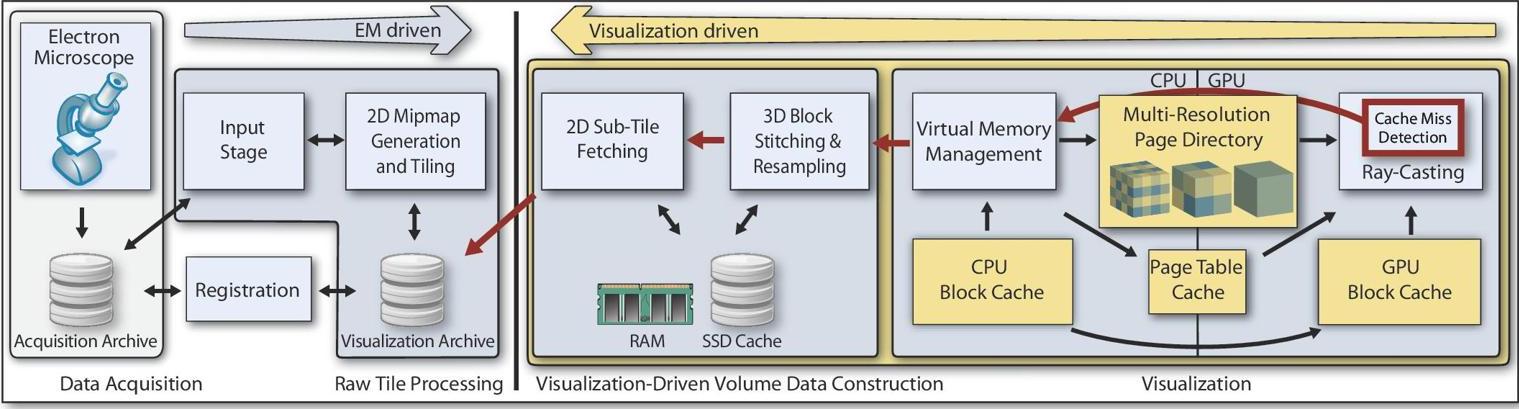 Electron
Microscope
EM driven
Visualization driven
Input
Stage
2D Mipmap
Generation
and Tiling
Acquisition Archive
Registration
Visualization Archive
Data Acquisition
Raw Tile Processing
2D Sub-Tile
Fetching
3D Block
Stitching &
Resampling
RAM
SSD Cache
Visualization-Driven Volume Data Construction
CPU
GPU
Virtual Memory
Management
Multi-Resolution
Page Directory
Cache Miss
Detection
Ray-Casting
CPU
Block Cache
Page Table
Cache
GPU
Block Cache
Visualization